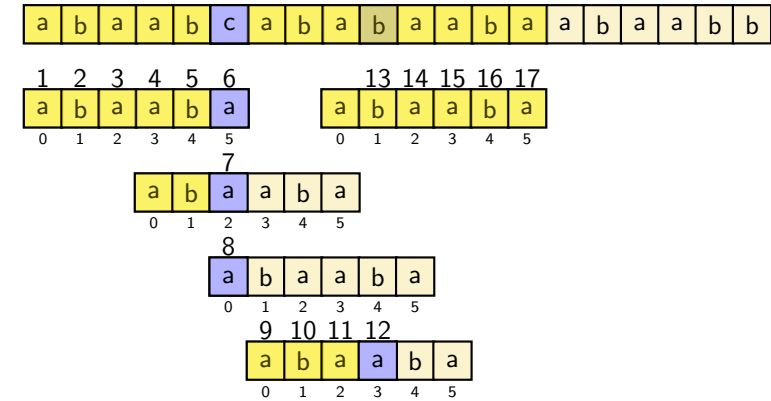 a b a a b c a b a b a a b a a b a a b b
1 2 3 4 5 6 13 14 15 16 17
a b a a b a a b a a b a
0 1 2 3 4 5 0 1 2 3 4 5
7
a b a a b a
0 1 2 3 4 5
8
a b a a b a
0 1 2 3 4 5
9 10 11 12
a b a a b a
0 1 2 3 4 5